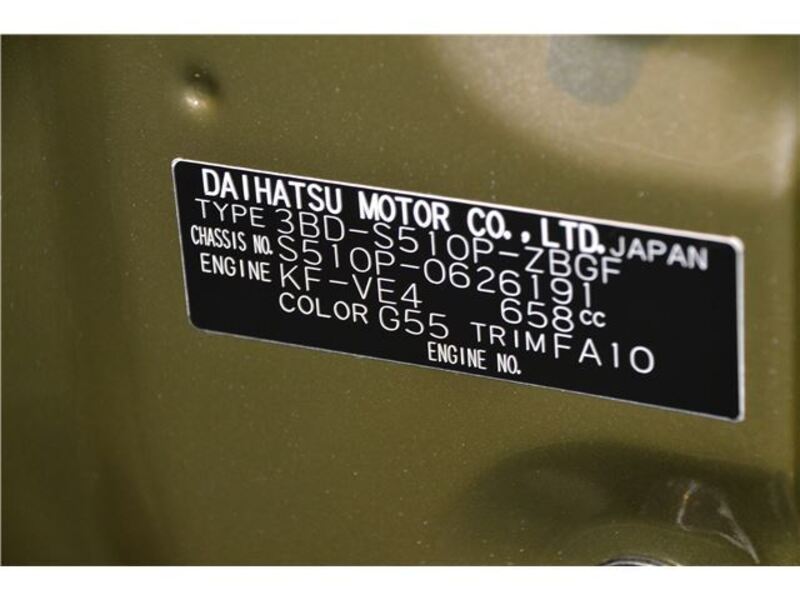 DAIHATSU MOTOR CO.,LTD. JAPAN
TYPE 3BD-S510P-ZBGF
CHASSIS NO. S510P-0626191
ENGINE KF-VE4 658cc
COLOR G55 TRIM FA10
ENGINE NO.